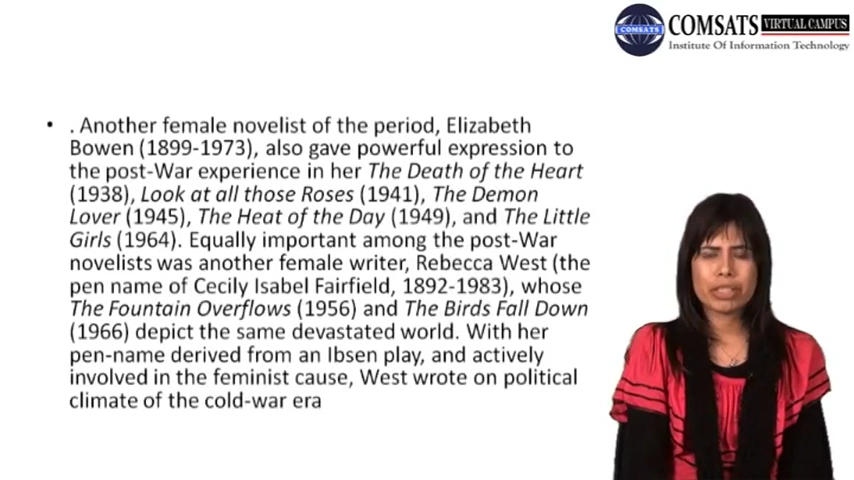 COMSATS VIRTUAL CAMPUS
COMSATS
Institute Of Information Technology
• . Another female novelist of the period, Elizabeth
Bowen (1899-1973), also gave powerful expression to
the post-War experience in her The Death of the Heart
(1938), Look at all those Roses (1941), The Demon
Lover (1945), The Heat of the Day (1949), and The Little
Girls (1964). Equally important among the post-War
novelists was another female writer, Rebecca West (the
pen name of Cecily Isabel Fairfield, 1892-1983), whose
The Fountain Overflows (1956) and The Birds Fall Down
(1966) depict the same devastated world. With her
pen-name derived from an Ibsen play, and actively
involved in the feminist cause, West wrote on political
climate of the cold-war era